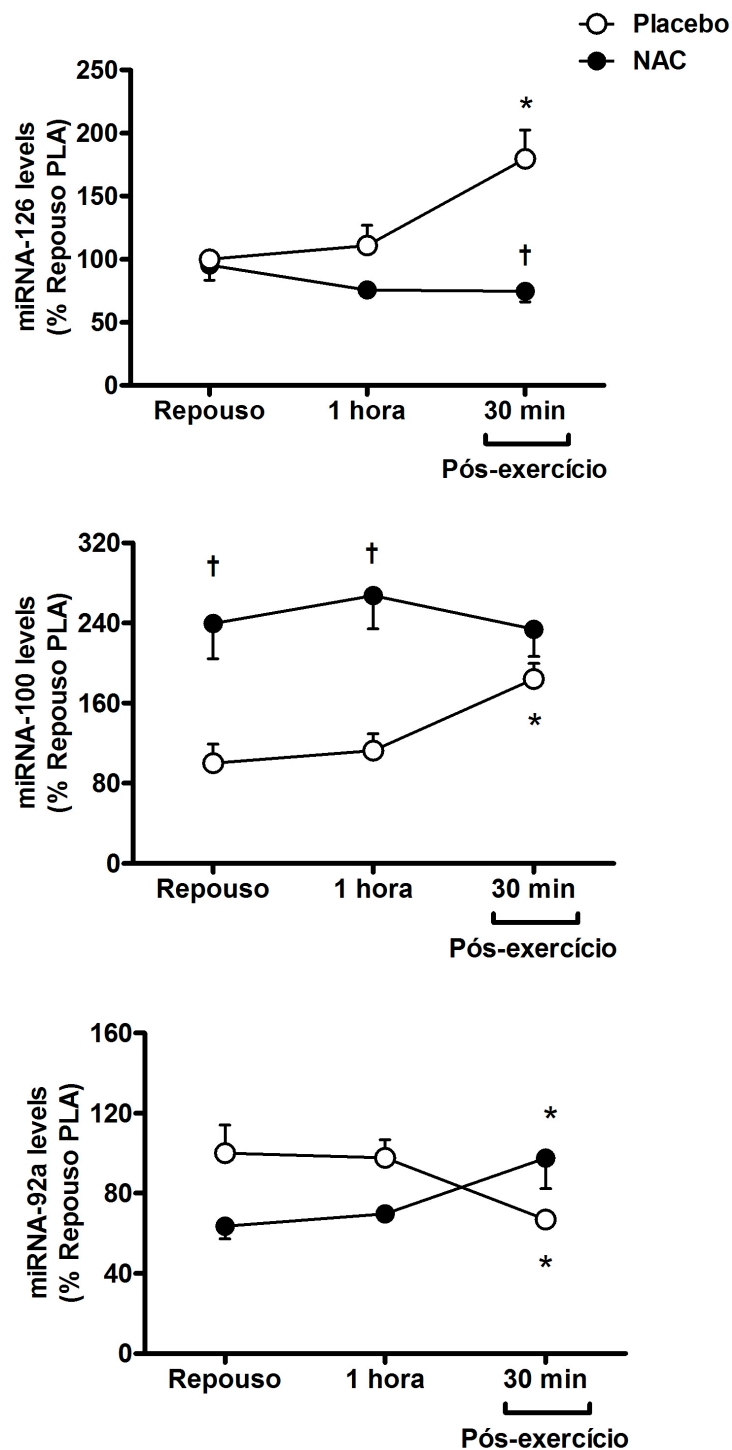 Placebo
NAC
miRNA-126 levels
(% Repouso PLA)
250
200
150
100
50
0
*
†
Repouso
1 hora
30 min
Pós-exercício
miRNA-100 levels
(% Repouso PLA)
320
240
160
80
0
†
†
*
Repouso
1 hora
30 min
Pós-exercício
miRNA-92a levels
(% Repouso PLA)
160
120
80
40
0
*
*
Repouso
1 hora
30 min
Pós-exercício